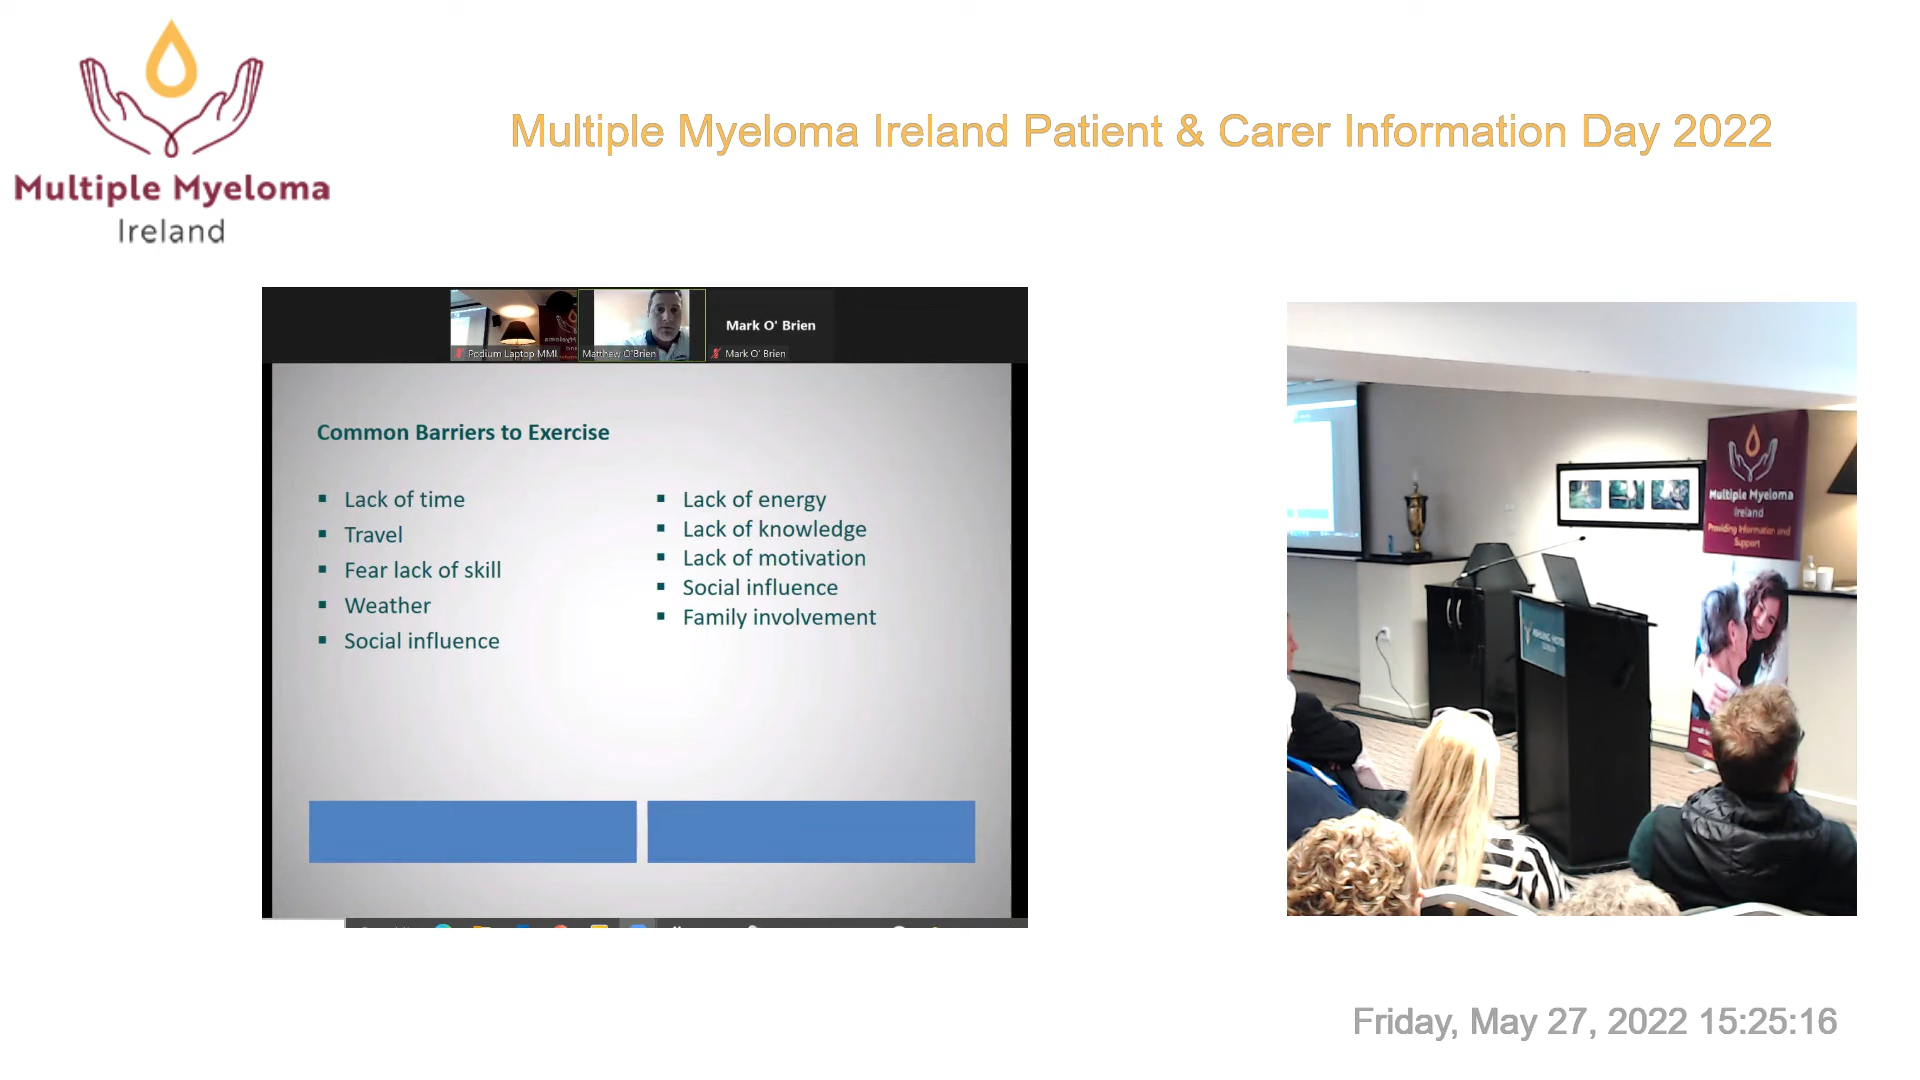 Multiple Myeloma
Ireland
Multiple Myeloma Ireland Patient & Carer Information Day 2022
Mark O' Brien
Podium Laptop MMI
Matthew O'Brien
Mark O' Brien
Common Barriers to Exercise
Lack of time
Travel
Fear lack of skill
Weather
Social influence
Lack of energy
Lack of knowledge
Lack of motivation
Social influence
Family involvement
Multiple Myeloma
Ireland
Providing Information and
Support
ASHLING HOTEL
DUBLIN
Friday, May 27, 2022 15:25:16